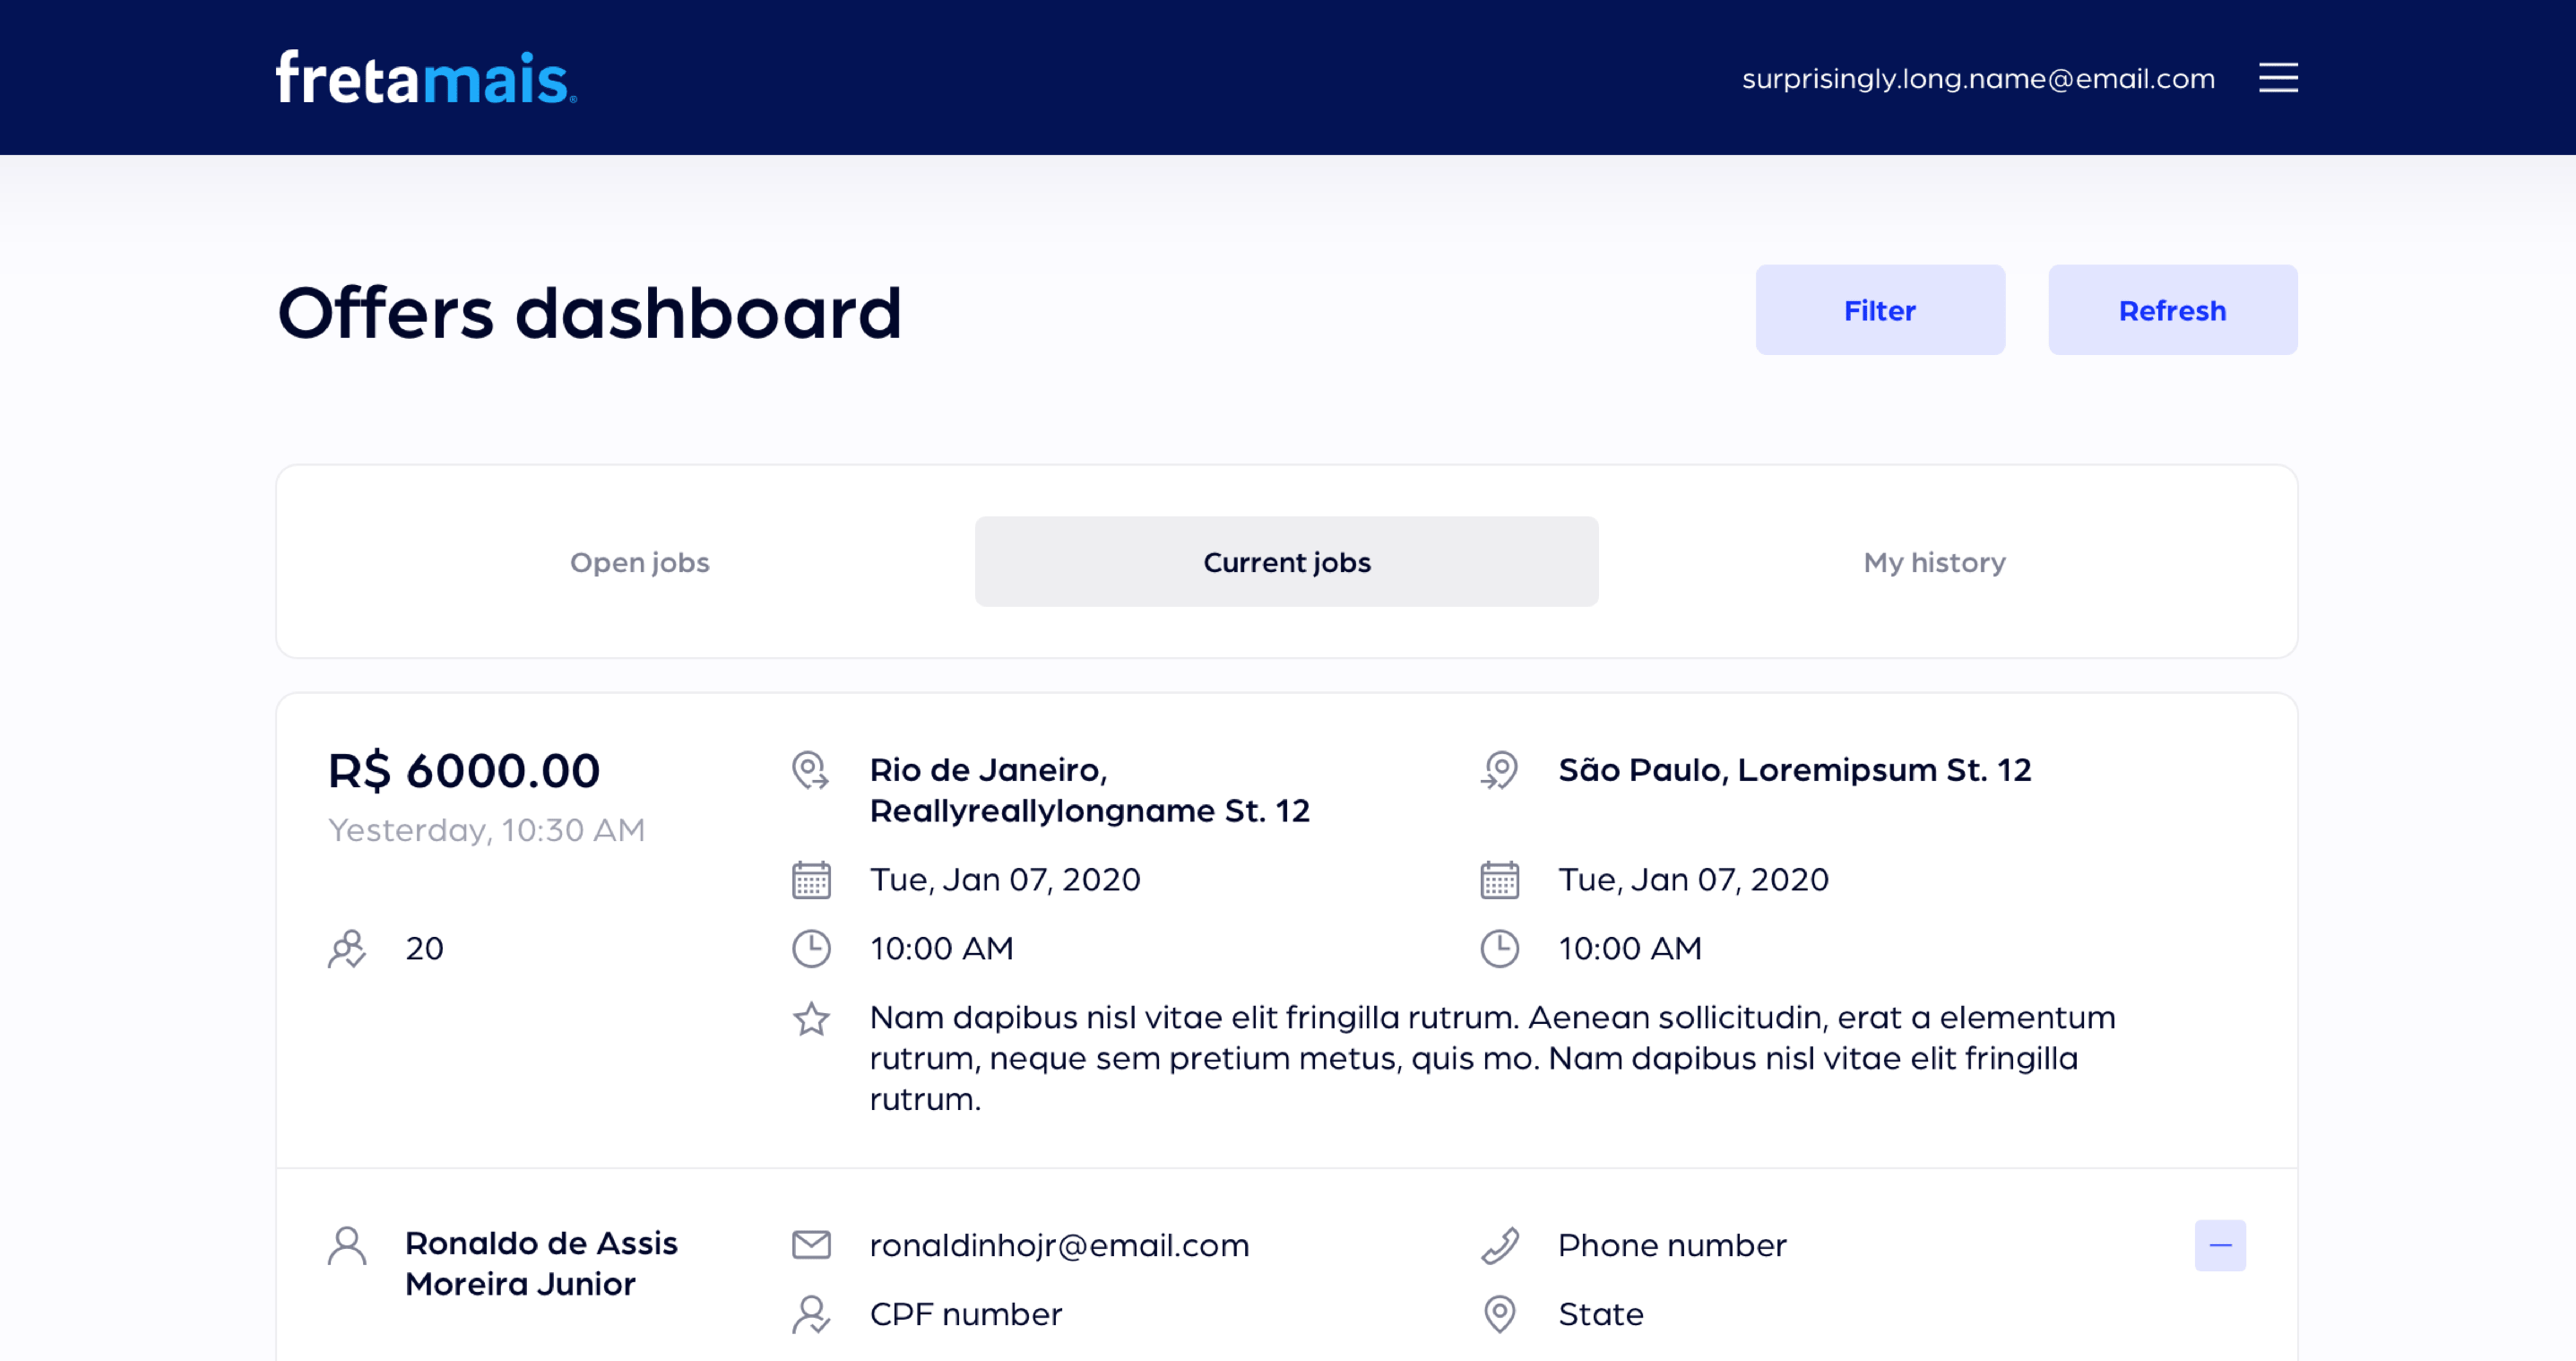 fretamais®
surprisingly.long.name@email.com
Offers dashboard
Filter
Refresh
Open jobs
Current jobs
My history
R$ 6000.00
Yesterday, 10:30 AM
20
Rio de Janeiro,
Reallyreallylongname St. 12
Tue, Jan 07, 2020
10:00 AM
São Paulo, Loremipsum St. 12
Tue, Jan 07, 2020
10:00 AM
Nam dapibus nisl vitae elit fringilla rutrum. Aenean sollicitudin, erat a elementum
rutrum, neque sem pretium metus, quis mo. Nam dapibus nisl vitae elit fringilla
rutrum.
Ronaldo de Assis
Moreira Junior
ronaldinhojr@email.com
CPF number
Phone number
State